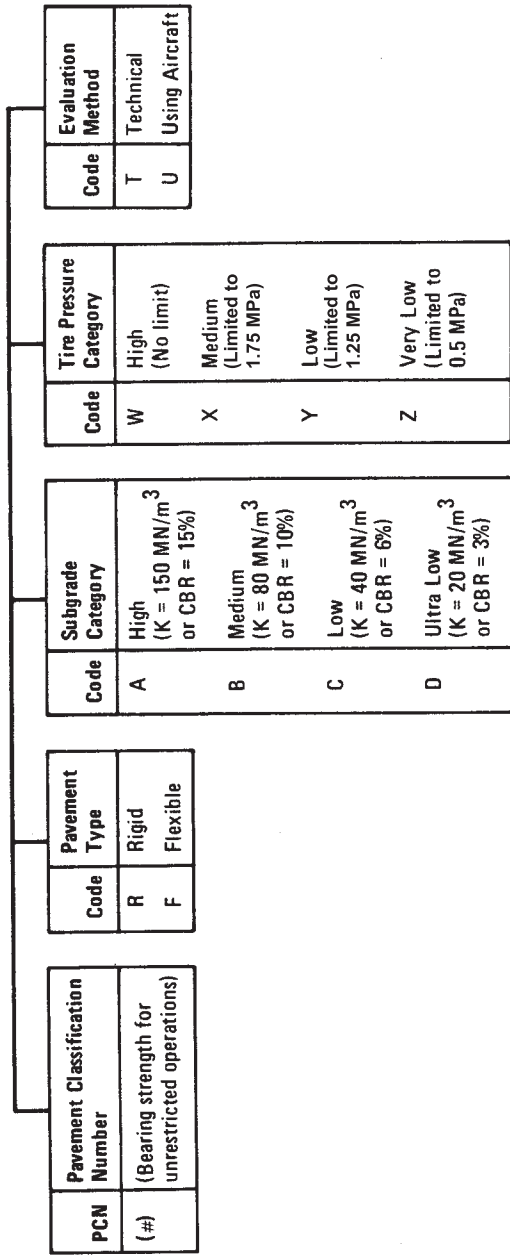 PCN
Pavement Classification
Number
(#)
(Bearing strength for
unrestricted operations)
Code
Pavement
Type
R
Rigid
F
Flexible
Code
Subgrade
Category
A
High
(K = 150 MN/m³
or CBR = 15%)
B
Medium
(K = 80 MN/m³
or CBR = 10%)
C
Low
(K = 40 MN/m³
or CBR = 6%)
D
Ultra Low
(K = 20 MN/m³
or CBR = 3%)
Code
Tire Pressure
Category
W
High
(No limit)
X
Medium
(Limited to
1.75 MPa)
Y
Low
(Limited to
1.25 MPa)
Z
Very Low
(Limited to
0.5 MPa)
Code
Evaluation
Method
T
Technical
U
Using Aircraft